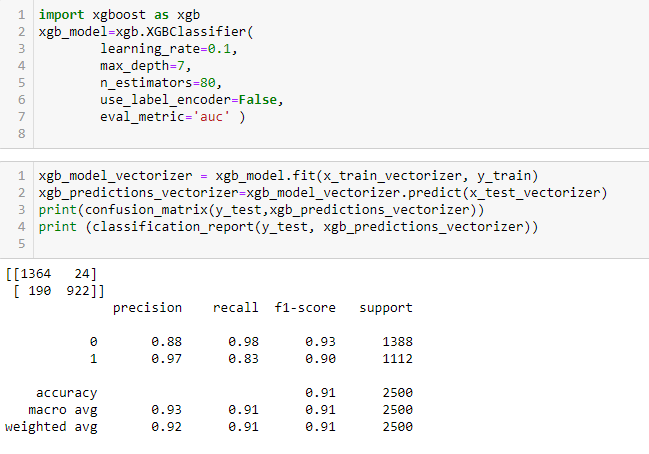 1 import xgboost as xgb
2 xgb_model=xgb.XGBClassifier(
3         learning_rate=0.1,
4         max_depth=7,
5         n_estimators=80,
6         use_label_encoder=False,
7         eval_metric='auc' )
8
1 xgb_model_vectorizer = xgb_model.fit(x_train_vectorizer, y_train)
2 xgb_predictions_vectorizer=xgb_model_vectorizer.predict(x_test_vectorizer)
3 print(confusion_matrix(y_test,xgb_predictions_vectorizer))
4 print (classification_report(y_test, xgb_predictions_vectorizer))
5
[[1364   24]
 [ 190  922]]
              precision    recall  f1-score   support
           0       0.88      0.98      0.93      1388
           1       0.97      0.83      0.90      1112
    accuracy                           0.91      2500
   macro avg       0.93      0.91      0.91      2500
weighted avg       0.92      0.91      0.91      2500